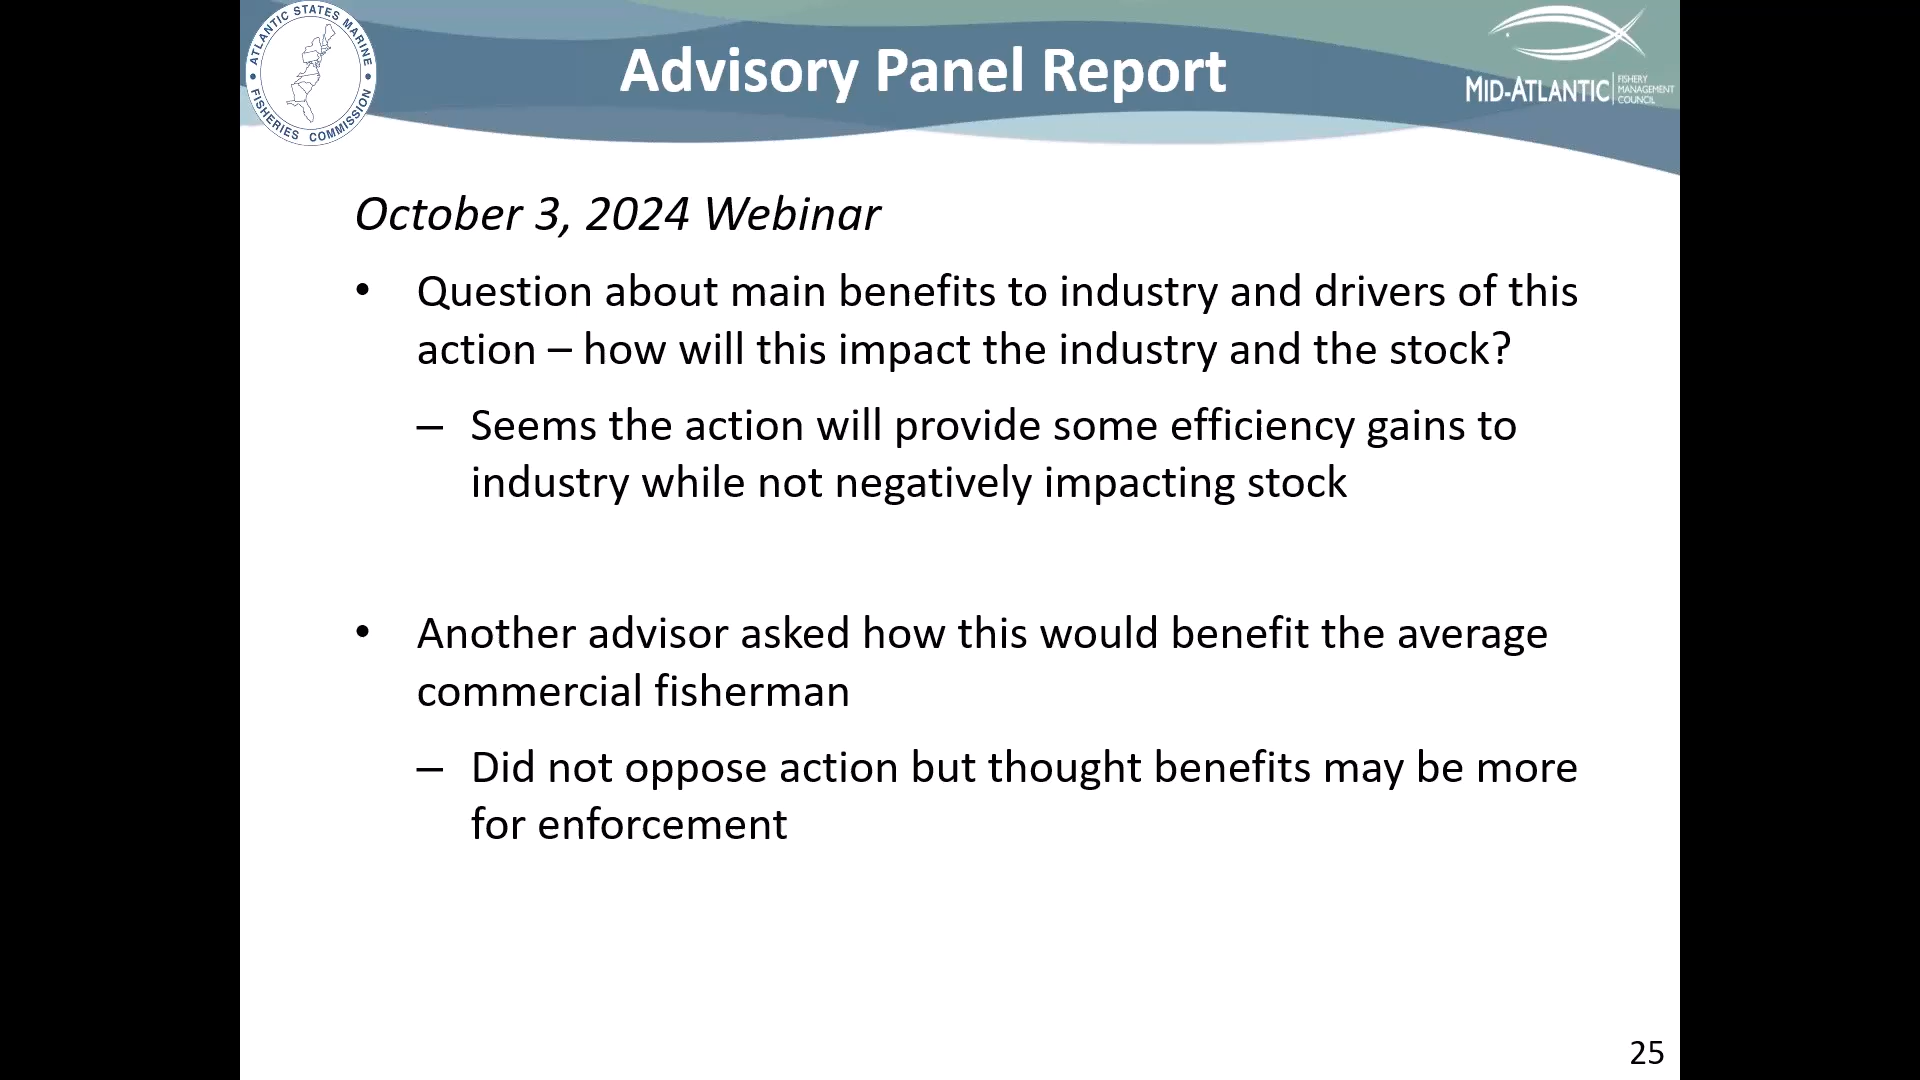 ATLANTIC STATES MARINE
FISHERIES COMMISSION
Advisory Panel Report
MID-ATLANTIC
FISHERY
MANAGEMENT
COUNCIL
October 3, 2024 Webinar
• Question about main benefits to industry and drivers of this
action – how will this impact the industry and the stock?
– Seems the action will provide some efficiency gains to
industry while not negatively impacting stock
• Another advisor asked how this would benefit the average
commercial fisherman
– Did not oppose action but thought benefits may be more
for enforcement
25